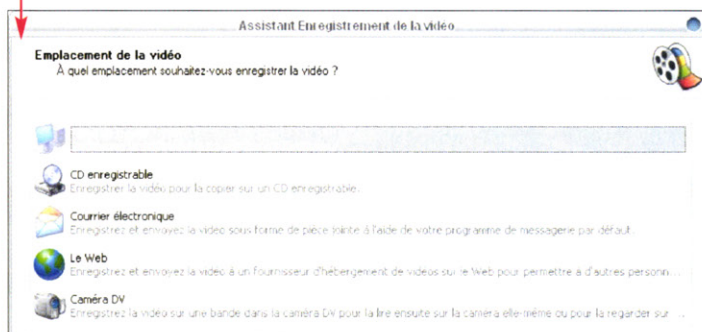 Assistant Enregistrement de la vidéo
Emplacement de la vidéo
À quel emplacement souhaitez-vous enregistrer la vidéo ?
CD enregistrable
Enregistrer la vidéo pour la copier sur un CD enregistrable.
Courrier électronique
Enregistrez et envoyez la vidéo sous forme de pièce jointe à l'aide de votre programme de messagerie par défaut.
Le Web
Enregistrez et envoyez la vidéo à un fournisseur d'hébergement de vidéos sur le Web pour permettre à d'autres personn...
Caméra DV
Enregistrez la vidéo sur une bande dans la caméra DV pour la lire ensuite sur la caméra elle-même ou pour la regarder sur ...